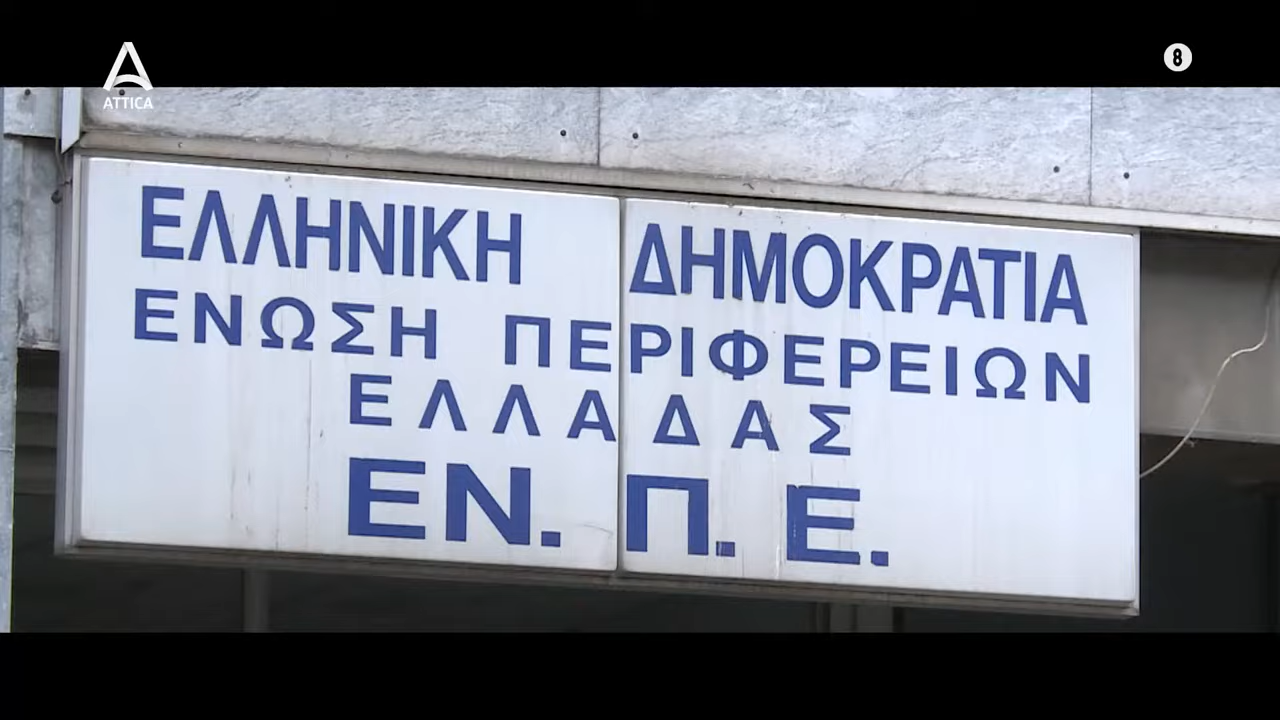 ATTICA
8
ΕΛΛΗΝΙΚΗ ΔΗΜΟΚΡΑΤΙΑ
ΕΝΩΣΗ ΠΕΡΙΦΕΡΕΙΩΝ
ΕΛΛΑΔΑΣ
ΕΝ. Π. Ε.